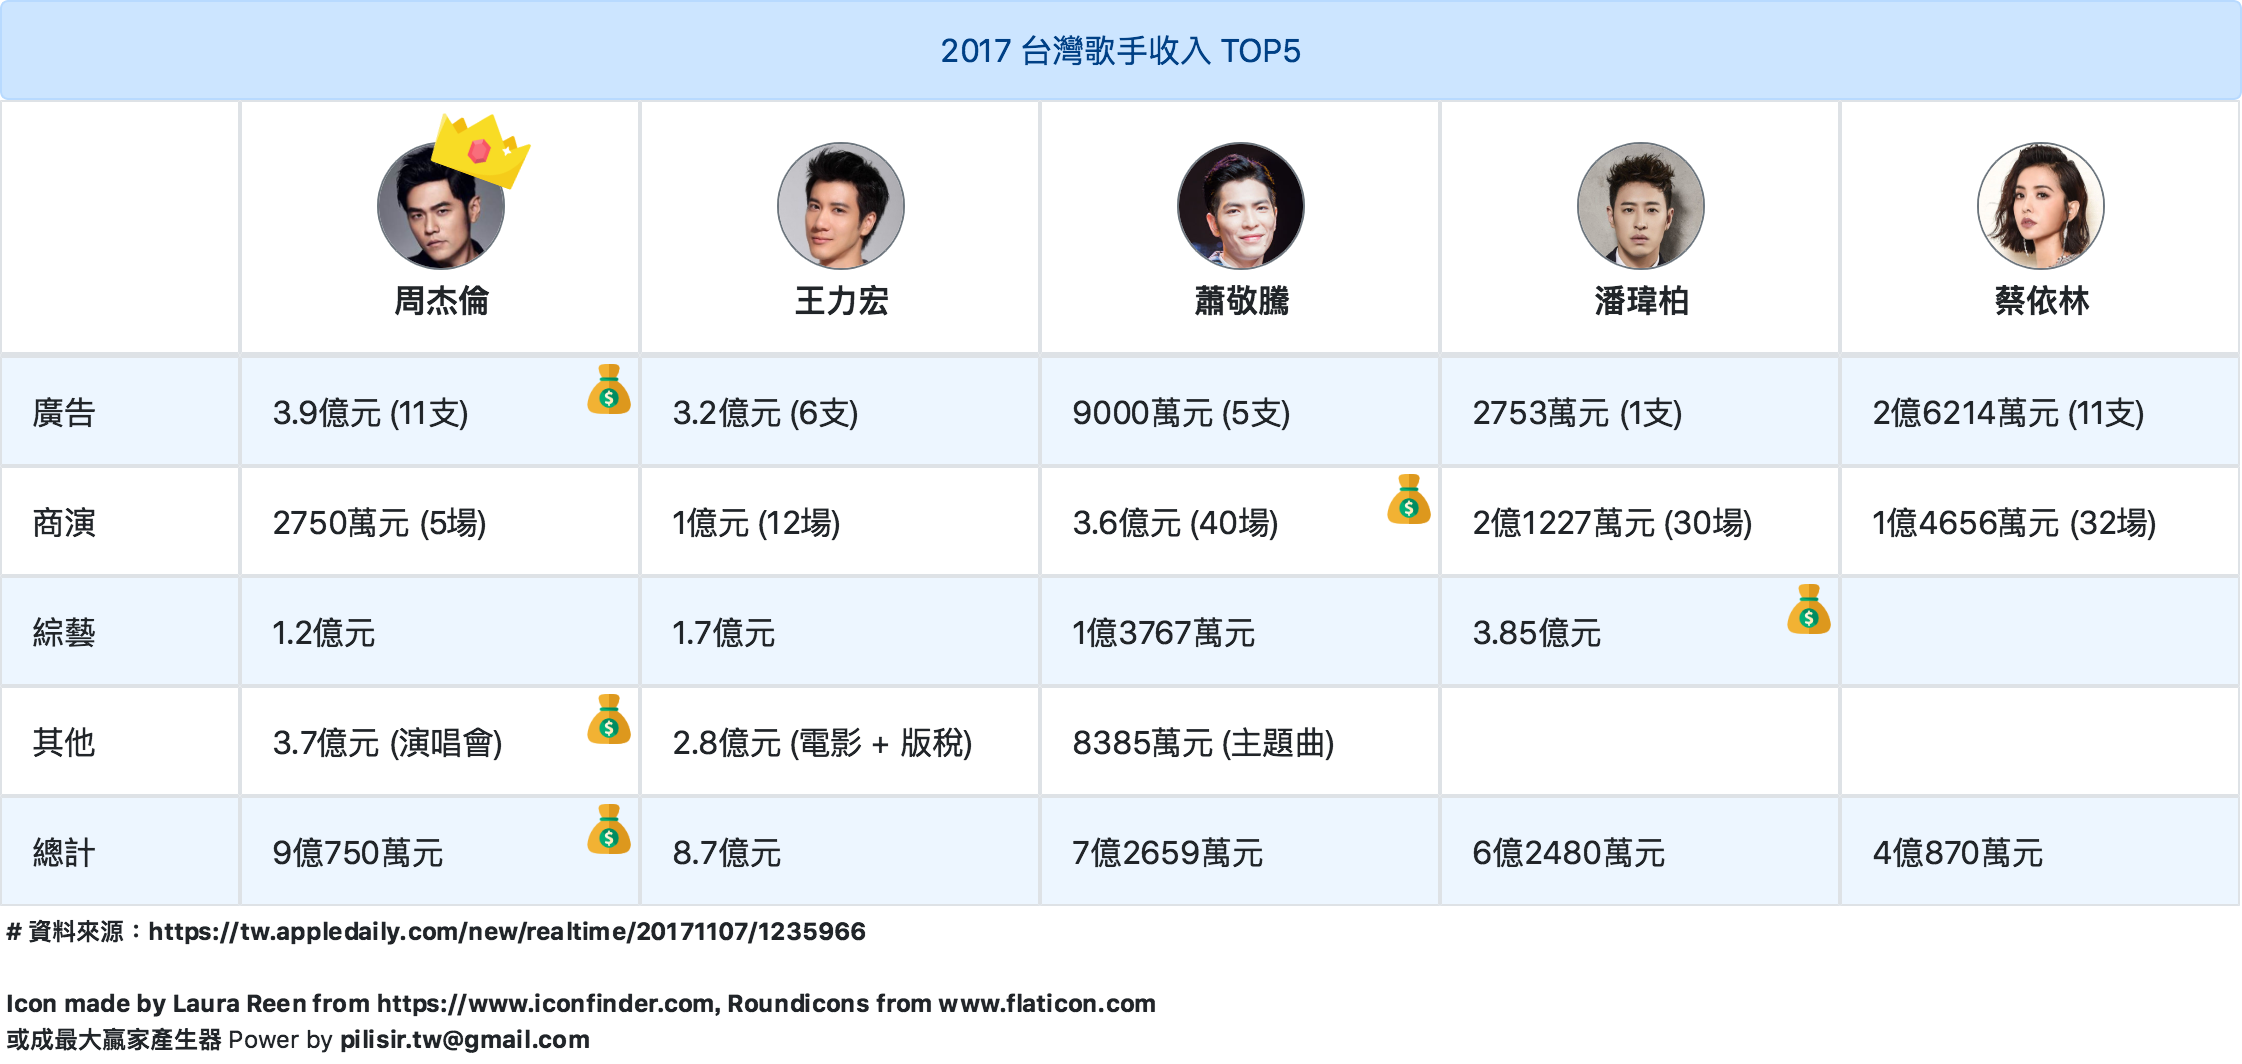 2017 台灣歌手收入 TOP5
周杰倫 王力宏 蕭敬騰 潘瑋柏 蔡依林
廣告 3.9億元 (11支) 3.2億元 (6支) 9000萬元 (5支) 2753萬元 (1支) 2億6214萬元 (11支)
商演 2750萬元 (5場) 1億元 (12場) 3.6億元 (40場) 2億1227萬元 (30場) 1億4656萬元 (32場)
綜藝 1.2億元 1.7億元 1億3767萬元 3.85億元
其他 3.7億元 (演唱會) 2.8億元 (電影 + 版稅) 8385萬元 (主題曲)
總計 9億750萬元 8.7億元 7億2659萬元 6億2480萬元 4億870萬元
# 資料來源：https://tw.appledaily.com/new/realtime/20171107/1235966
Icon made by Laura Reen from https://www.iconfinder.com, Roundicons from www.flaticon.com
或成最大贏家產生器 Power by pilisir.tw@gmail.com